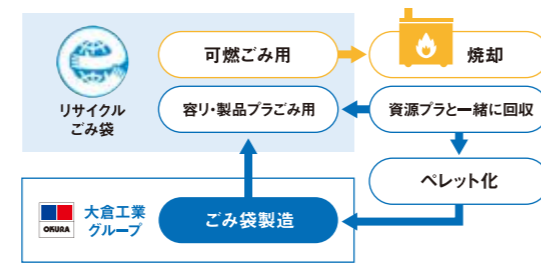 可燃ごみ用
焼却
リサイクル
ごみ袋
容リ・製品プラごみ用
資源プラと一緒に回収
ペレット化
OKURA
大倉工業
グループ
ごみ袋製造